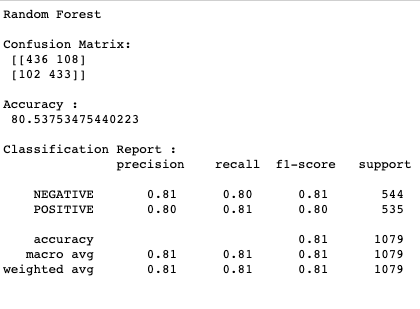 Random Forest
Confusion Matrix:
[[436 108]
[102 433]]
Accuracy :
80.53753475440223
Classification Report :
precision recall f1-score support
NEGATIVE 0.81 0.80 0.81 544
POSITIVE 0.80 0.81 0.80 535
accuracy 0.81 1079
macro avg 0.81 0.81 0.81 1079
weighted avg 0.81 0.81 0.81 1079